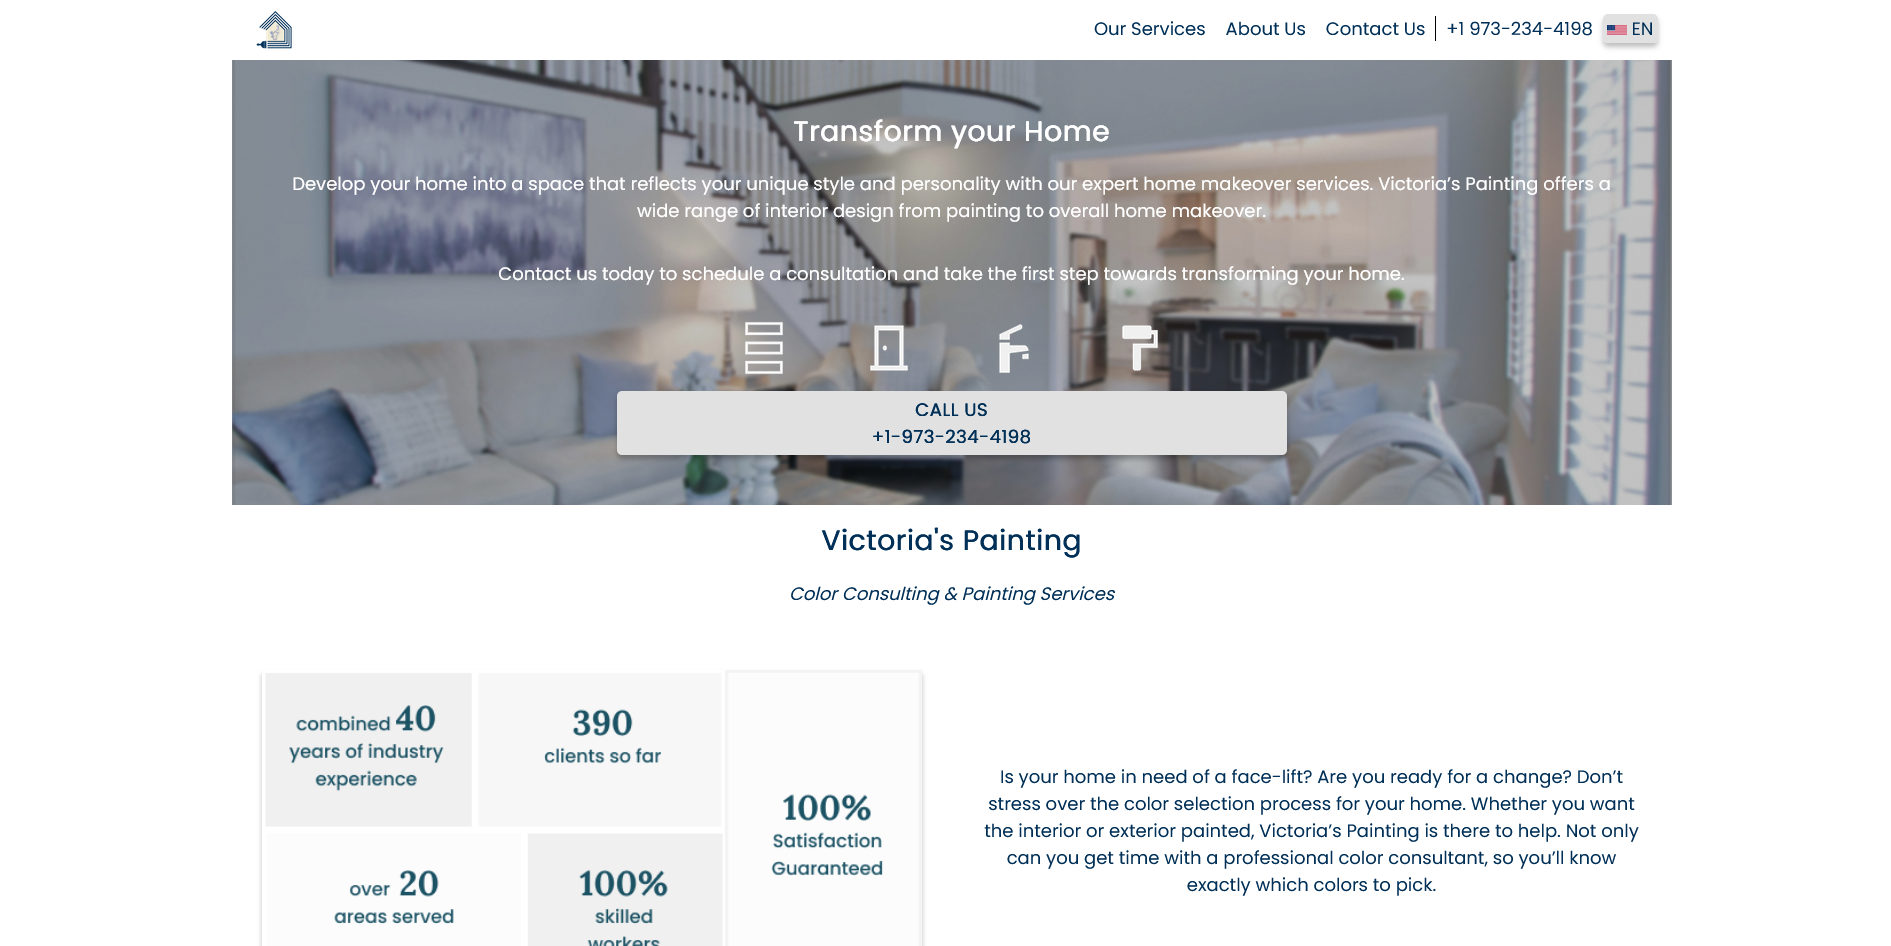 Our Services About Us Contact Us +1 973-234-4198 EN
Transform your Home
Develop your home into a space that reflects your unique style and personality with our expert home makeover services. Victoria’s Painting offers a
wide range of interior design from painting to overall home makeover.
Contact us today to schedule a consultation and take the first step towards transforming your home.
CALL US
+1-973-234-4198
Victoria's Painting
Color Consulting & Painting Services
combined 40
years of industry
experience
390
clients so far
100%
Satisfaction
Guaranteed
over 20
areas served
100%
skilled
workers
Is your home in need of a face-lift? Are you ready for a change? Don’t
stress over the color selection process for your home. Whether you want
the interior or exterior painted, Victoria’s Painting is there to help. Not only
can you get time with a professional color consultant, so you’ll know
exactly which colors to pick.